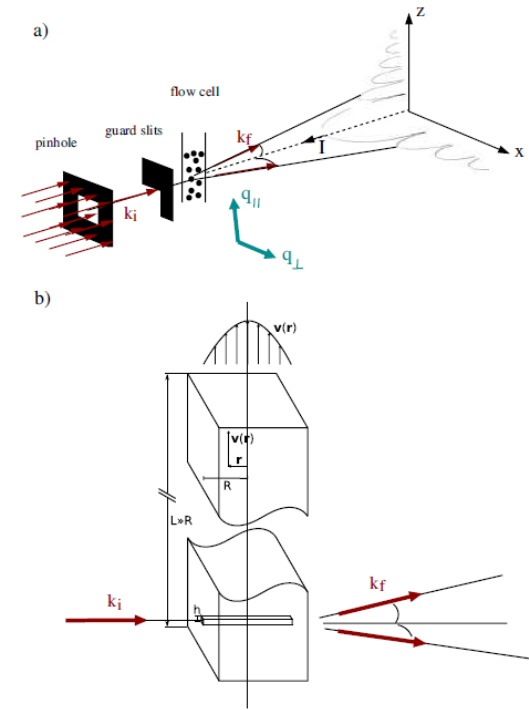 a)
z
flow cell
guard slits
pinhole
k_f
I
x
k_i
q_||
q_⊥
b)
v(r)
v(r)
r
R
L»R
k_i
h
k_f